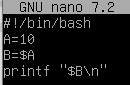 GNU nano 7.2
#!/bin/bash
A=10
B=$A
printf "$B\n"